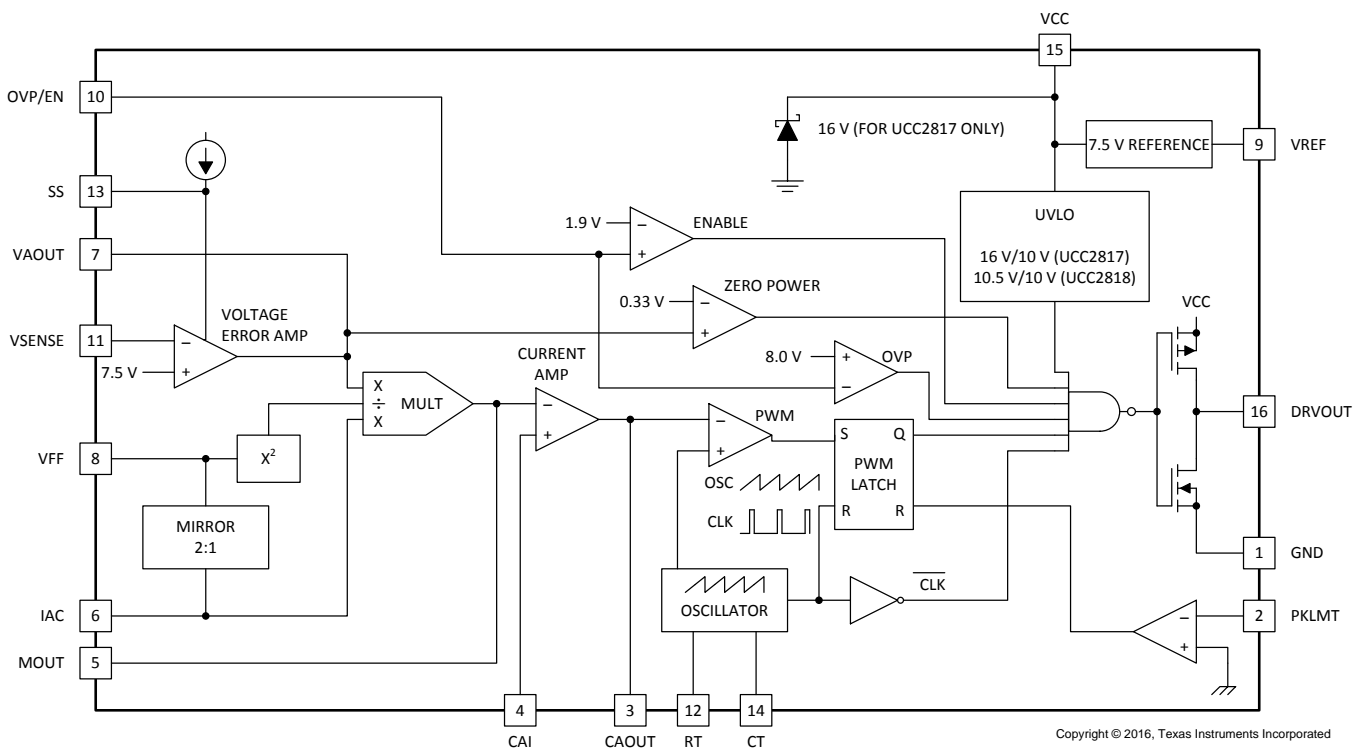 VCC
15
OVP/EN
10
16 V (FOR UCC2817 ONLY)
7.5 V REFERENCE
9
VREF
SS
13
UVLO
16 V/10 V (UCC2817)
10.5 V/10 V (UCC2818)
1.9 V
−
+
ENABLE
VAOUT
7
ZERO POWER
0.33 V
−
+
VCC
VOLTAGE
ERROR AMP
VSENSE
11
−
7.5 V
+
8.0 V
+
−
OVP
CURRENT
AMP
X
÷
X
MULT
−
+
PWM
−
+
16
DRVOUT
S
Q
PWM
LATCH
R
R
VFF
8
X2
OSC
CLK
MIRROR
2:1
1
GND
OSCILLATOR
CLK
IAC
6
−
+
2
PKLMT
MOUT
5
4
3
12
14
CAI
CAOUT
RT
CT
Copyright © 2016, Texas Instruments Incorporated